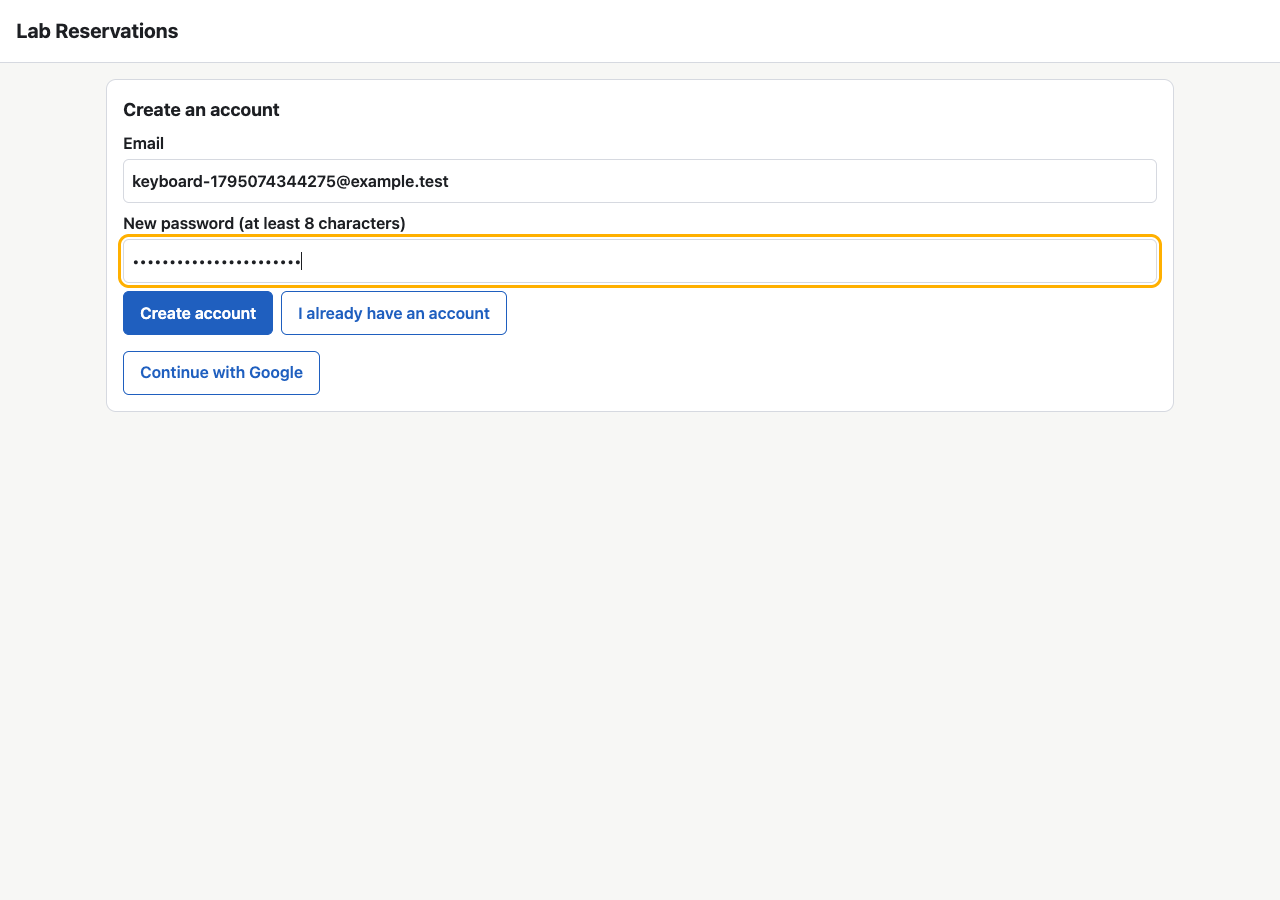 Lab Reservations
Create an account
Email
keyboard-1795074344275@example.test
New password (at least 8 characters)
•••••••••••••••••••••••
Create account I already have an account
Continue with Google